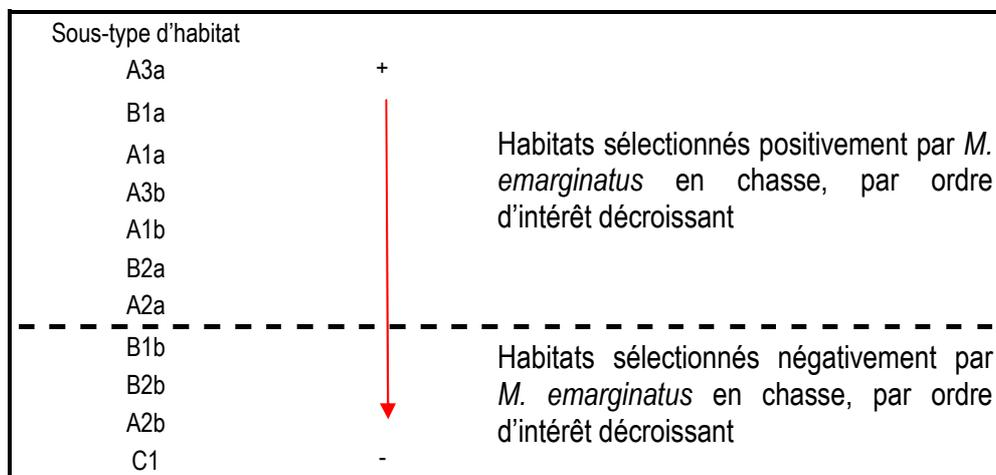 Sous-type d'habitat
A3a +
B1a
A1a
A3b
A1b
B2a
A2a
Habitats sélectionnés positivement par M.
emarginatus en chasse, par ordre
d'intérêt décroissant
B1b
B2b
A2b
C1 -
Habitats sélectionnés négativement par
M. emarginatus en chasse, par ordre
d'intérêt décroissant